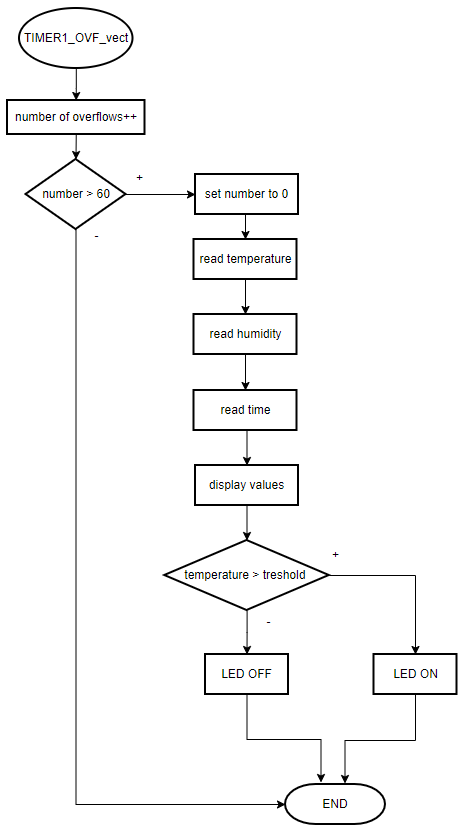 TIMER1_OVF_vect
number of overflows++
number > 60
+
set number to 0
-
read temperature
read humidity
read time
display values
temperature > treshold
+
-
LED OFF
LED ON
END